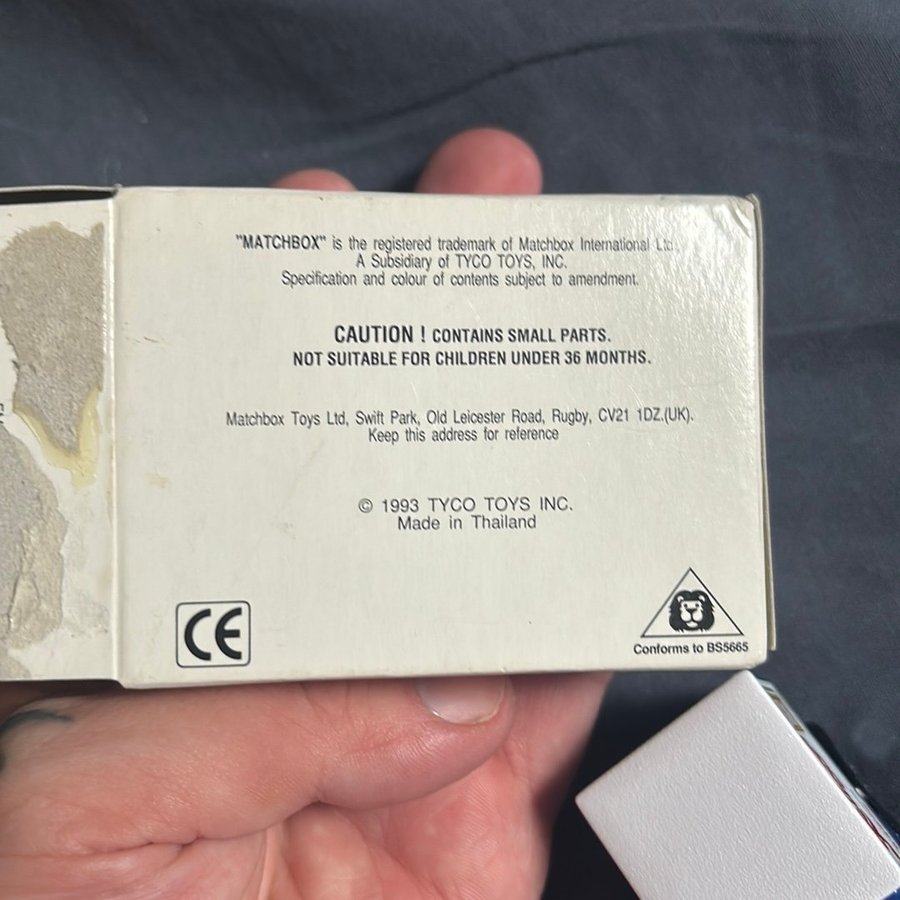 "MATCHBOX" is the registered trademark of Matchbox International Ltd.
A Subsidiary of TYCO TOYS, INC.
Specification and colour of contents subject to amendment.
CAUTION ! CONTAINS SMALL PARTS.
NOT SUITABLE FOR CHILDREN UNDER 36 MONTHS.
Matchbox Toys Ltd, Swift Park, Old Leicester Road, Rugby, CV21 1DZ.(UK).
Keep this address for reference
© 1993 TYCO TOYS INC.
Made in Thailand
CE
Conforms to BS5665